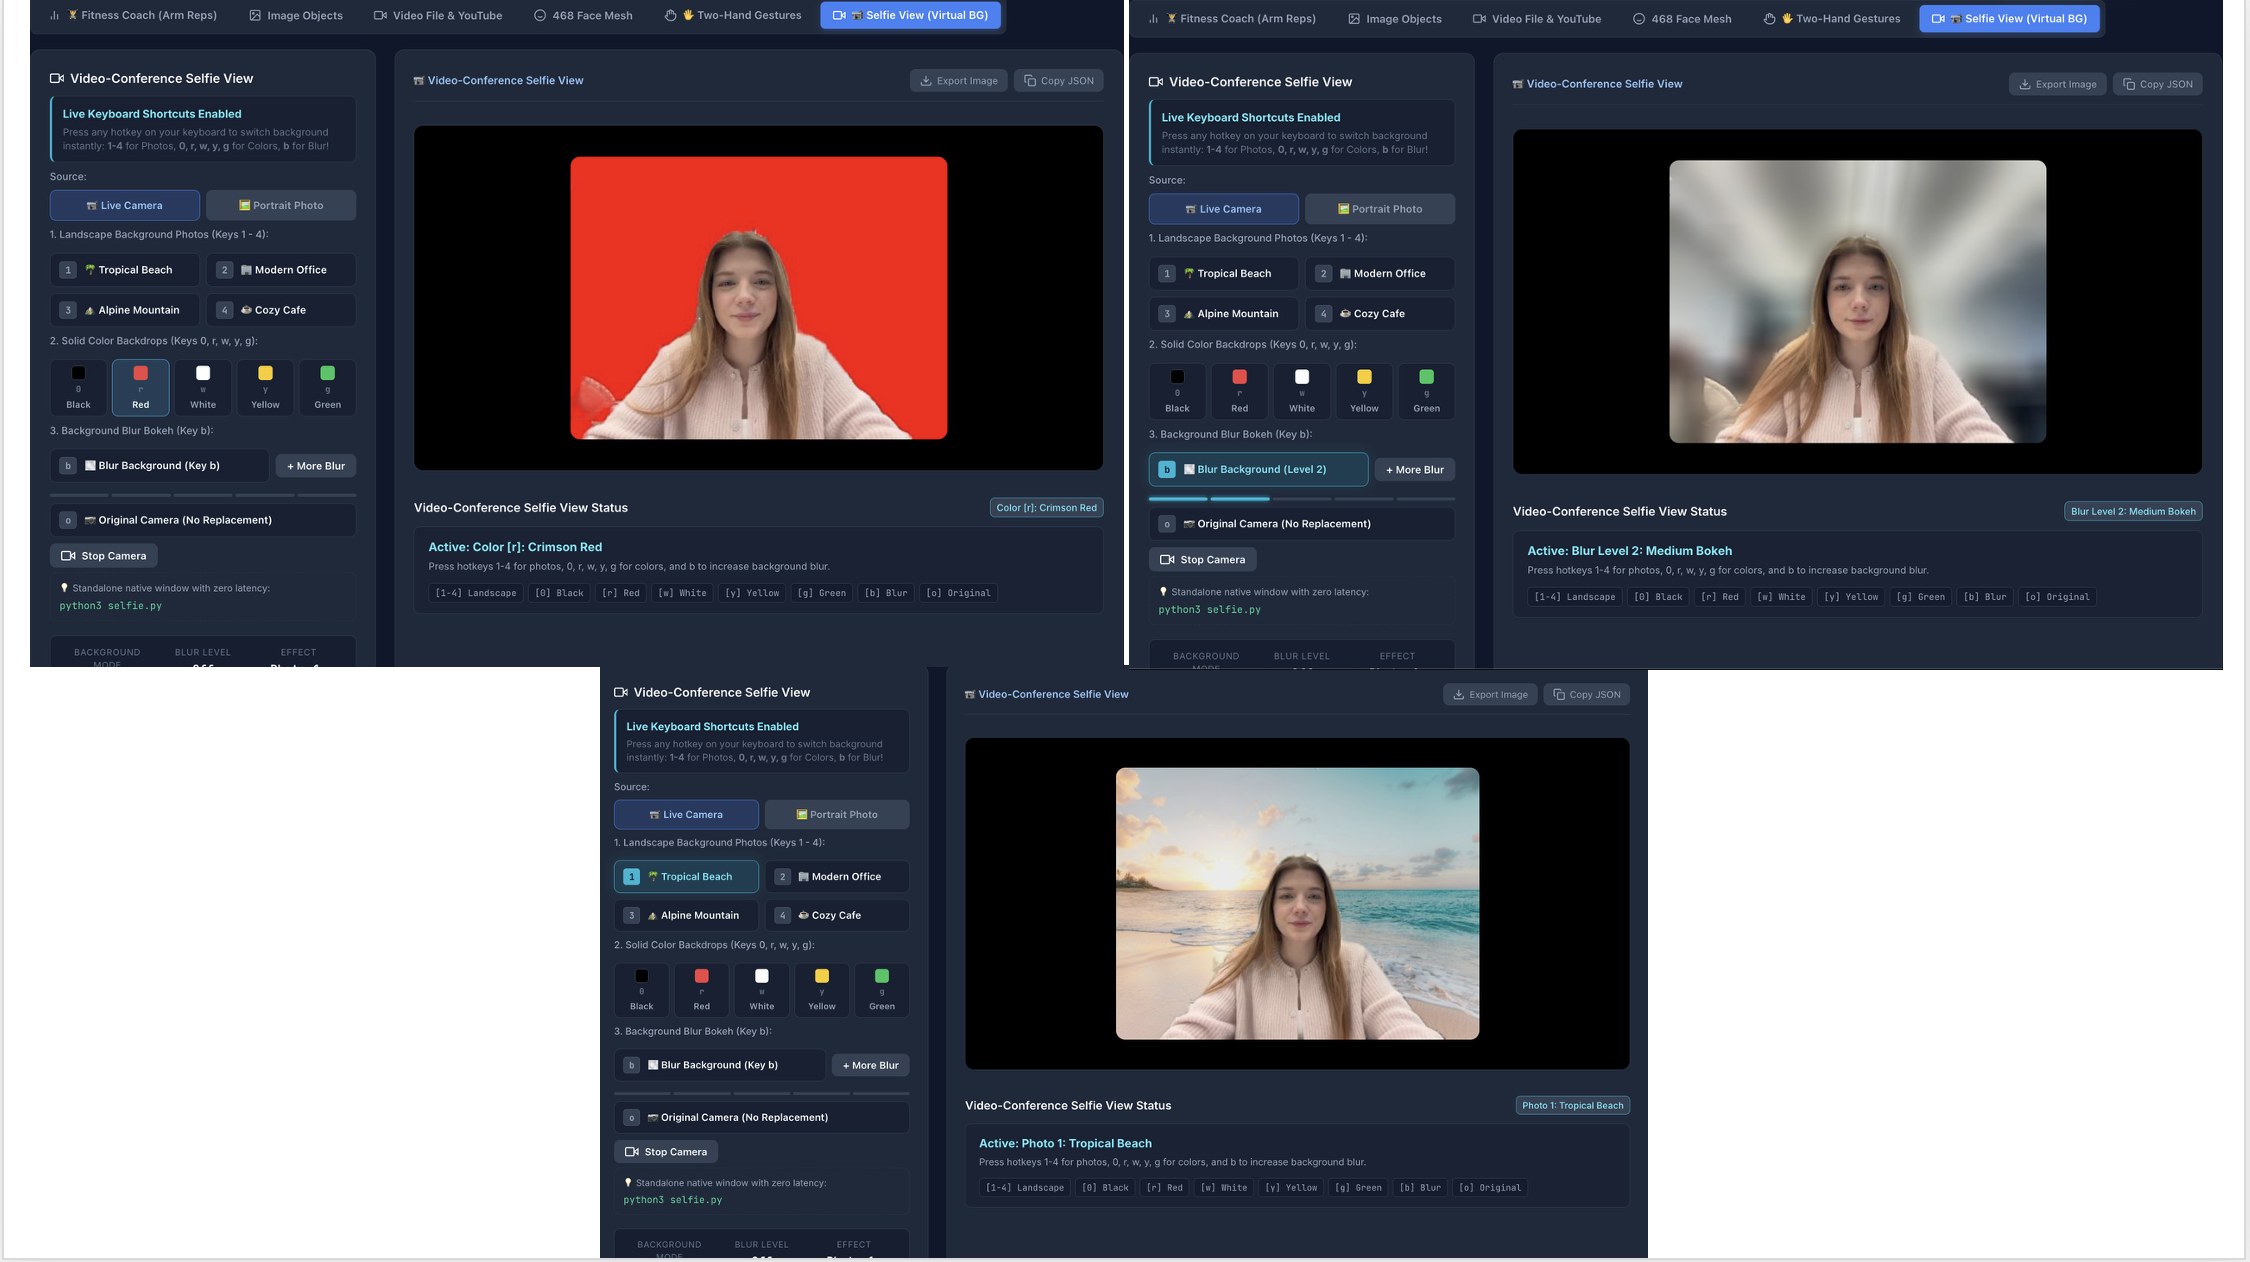 Fitness Coach (Arm Reps) Image Objects Video File & YouTube 468 Face Mesh Two-Hand Gestures Selfie View (Virtual BG)
Video-Conference Selfie View
Live Keyboard Shortcuts Enabled
Press any hotkey on your keyboard to switch background
instantly: 1-4 for Photos, 0, r, w, y, g for Colors, b for Blur!
Source:
Live Camera Portrait Photo
1. Landscape Background Photos (Keys 1 - 4):
1 Tropical Beach 2 Modern Office
3 Alpine Mountain 4 Cozy Cafe
2. Solid Color Backdrops (Keys 0, r, w, y, g):
0 r w y g
Black Red White Yellow Green
3. Background Blur Bokeh (Key b):
b Blur Background (Key b) + More Blur
o Original Camera (No Replacement)
Stop Camera
Standalone native window with zero latency:
python3 selfie.py
BACKGROUND BLUR LEVEL EFFECT
MODE
Video-Conference Selfie View Export Image Copy JSON
Video-Conference Selfie View Status Color [r]: Crimson Red
Active: Color [r]: Crimson Red
Press hotkeys 1-4 for photos, 0, r, w, y, g for colors, and b to increase background blur.
[1-4] Landscape [0] Black [r] Red [w] White [y] Yellow [g] Green [b] Blur [o] Original
Fitness Coach (Arm Reps) Image Objects Video File & YouTube 468 Face Mesh Two-Hand Gestures Selfie View (Virtual BG)
Video-Conference Selfie View
Live Keyboard Shortcuts Enabled
Press any hotkey on your keyboard to switch background
instantly: 1-4 for Photos, 0, r, w, y, g for Colors, b for Blur!
Source:
Live Camera Portrait Photo
1. Landscape Background Photos (Keys 1 - 4):
1 Tropical Beach 2 Modern Office
3 Alpine Mountain 4 Cozy Cafe
2. Solid Color Backdrops (Keys 0, r, w, y, g):
0 r w y g
Black Red White Yellow Green
3. Background Blur Bokeh (Key b):
b Blur Background (Level 2) + More Blur
o Original Camera (No Replacement)
Stop Camera
Standalone native window with zero latency:
python3 selfie.py
BACKGROUND BLUR LEVEL EFFECT
Video-Conference Selfie View Export Image Copy JSON
Video-Conference Selfie View Status Blur Level 2: Medium Bokeh
Active: Blur Level 2: Medium Bokeh
Press hotkeys 1-4 for photos, 0, r, w, y, g for colors, and b to increase background blur.
[1-4] Landscape [0] Black [r] Red [w] White [y] Yellow [g] Green [b] Blur [o] Original
Video-Conference Selfie View
Live Keyboard Shortcuts Enabled
Press any hotkey on your keyboard to switch background
instantly: 1-4 for Photos, 0, r, w, y, g for Colors, b for Blur!
Source:
Live Camera Portrait Photo
1. Landscape Background Photos (Keys 1 - 4):
1 Tropical Beach 2 Modern Office
3 Alpine Mountain 4 Cozy Cafe
2. Solid Color Backdrops (Keys 0, r, w, y, g):
0 r w y g
Black Red White Yellow Green
3. Background Blur Bokeh (Key b):
b Blur Background (Key b) + More Blur
o Original Camera (No Replacement)
Stop Camera
Standalone native window with zero latency:
python3 selfie.py
BACKGROUND BLUR LEVEL EFFECT
MODE
Video-Conference Selfie View Export Image Copy JSON
Video-Conference Selfie View Status Photo 1: Tropical Beach
Active: Photo 1: Tropical Beach
Press hotkeys 1-4 for photos, 0, r, w, y, g for colors, and b to increase background blur.
[1-4] Landscape [0] Black [r] Red [w] White [y] Yellow [g] Green [b] Blur [o] Original